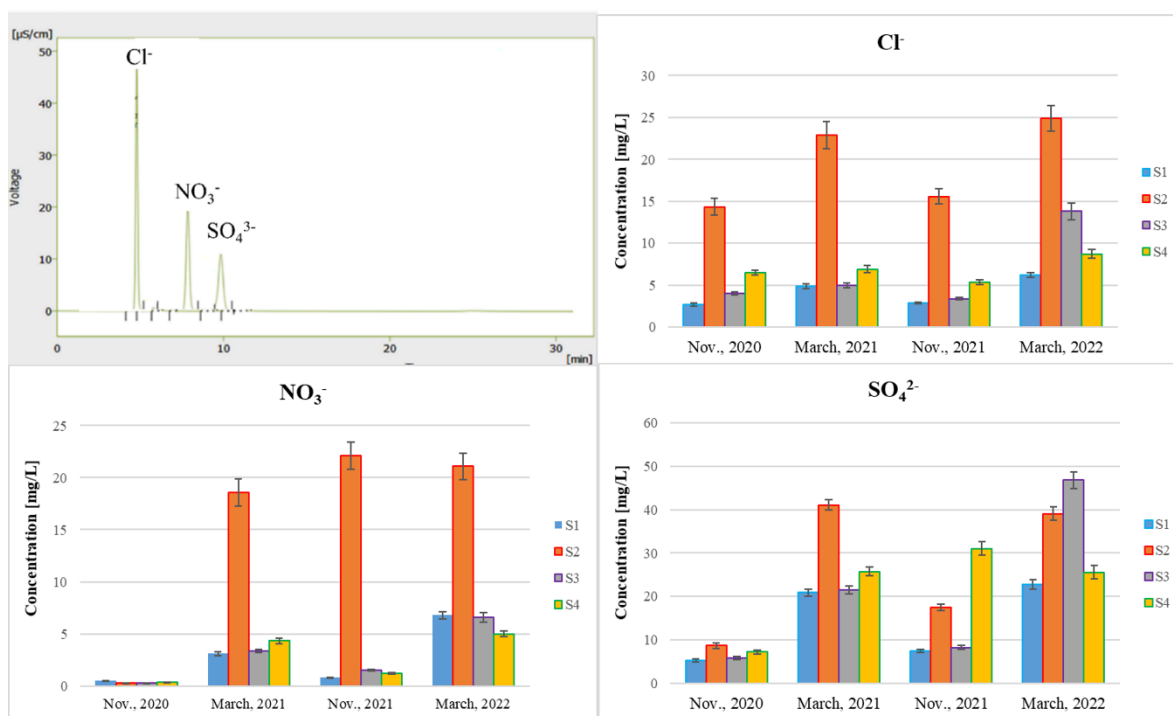 [µS/cm]
50
40
30
20
10
0
Voltage
Cl⁻
NO₃⁻
SO₄³⁻
0
10
20
30
[min]
Cl⁻
Concentration [mg/L]
30
25
20
15
10
5
0
Nov., 2020
March, 2021
Nov., 2021
March, 2022
S1
S2
S3
S4
NO₃⁻
Concentration [mg/L]
25
20
15
10
5
0
Nov., 2020
March, 2021
Nov., 2021
March, 2022
S1
S2
S3
S4
SO₄²⁻
Concentration [mg/L]
60
50
40
30
20
10
0
Nov., 2020
March, 2021
Nov., 2021
March, 2022
S1
S2
S3
S4